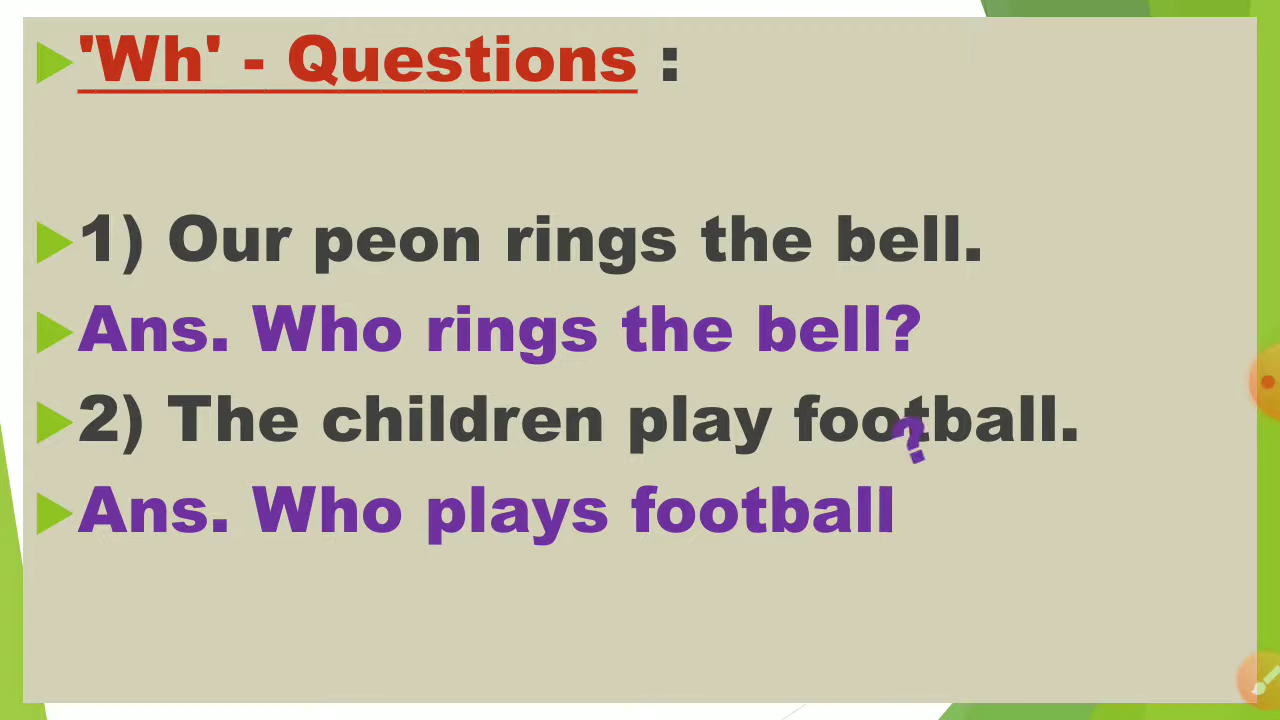 'Wh' - Questions :
1) Our peon rings the bell.
Ans. Who rings the bell?
2) The children play football.
?
Ans. Who plays football